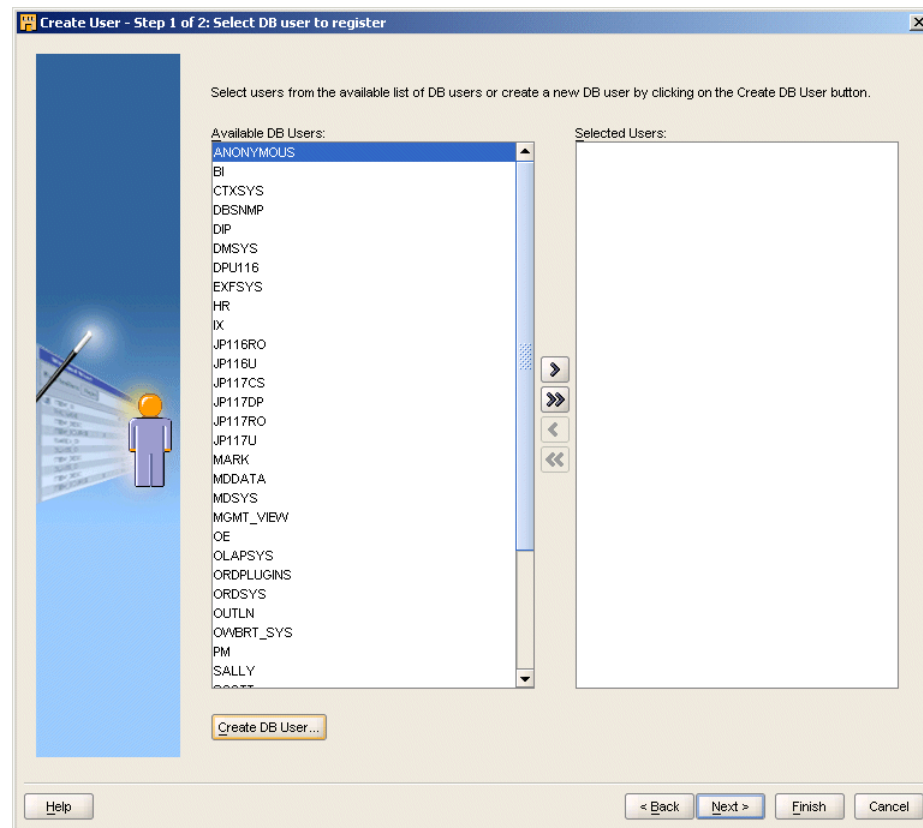 Create User - Step 1 of 2: Select DB user to register
Select users from the available list of DB users or create a new DB user by clicking on the Create DB User button.
Available DB Users:
ANONYMOUS
BI
CTXSYS
DBSNMP
DIP
DMSYS
DPU116
EXFSYS
HR
IX
JP116RO
JP116U
JP117CS
JP117DP
JP117RO
JP117U
MARK
MDDATA
MDSYS
MGMT_VIEW
OE
OLAPSYS
ORDPLUGINS
ORDSYS
OUTLN
OWBRT_SYS
PM
SALLY
Selected Users:
Create DB User...
Help
< Back
Next >
Finish
Cancel